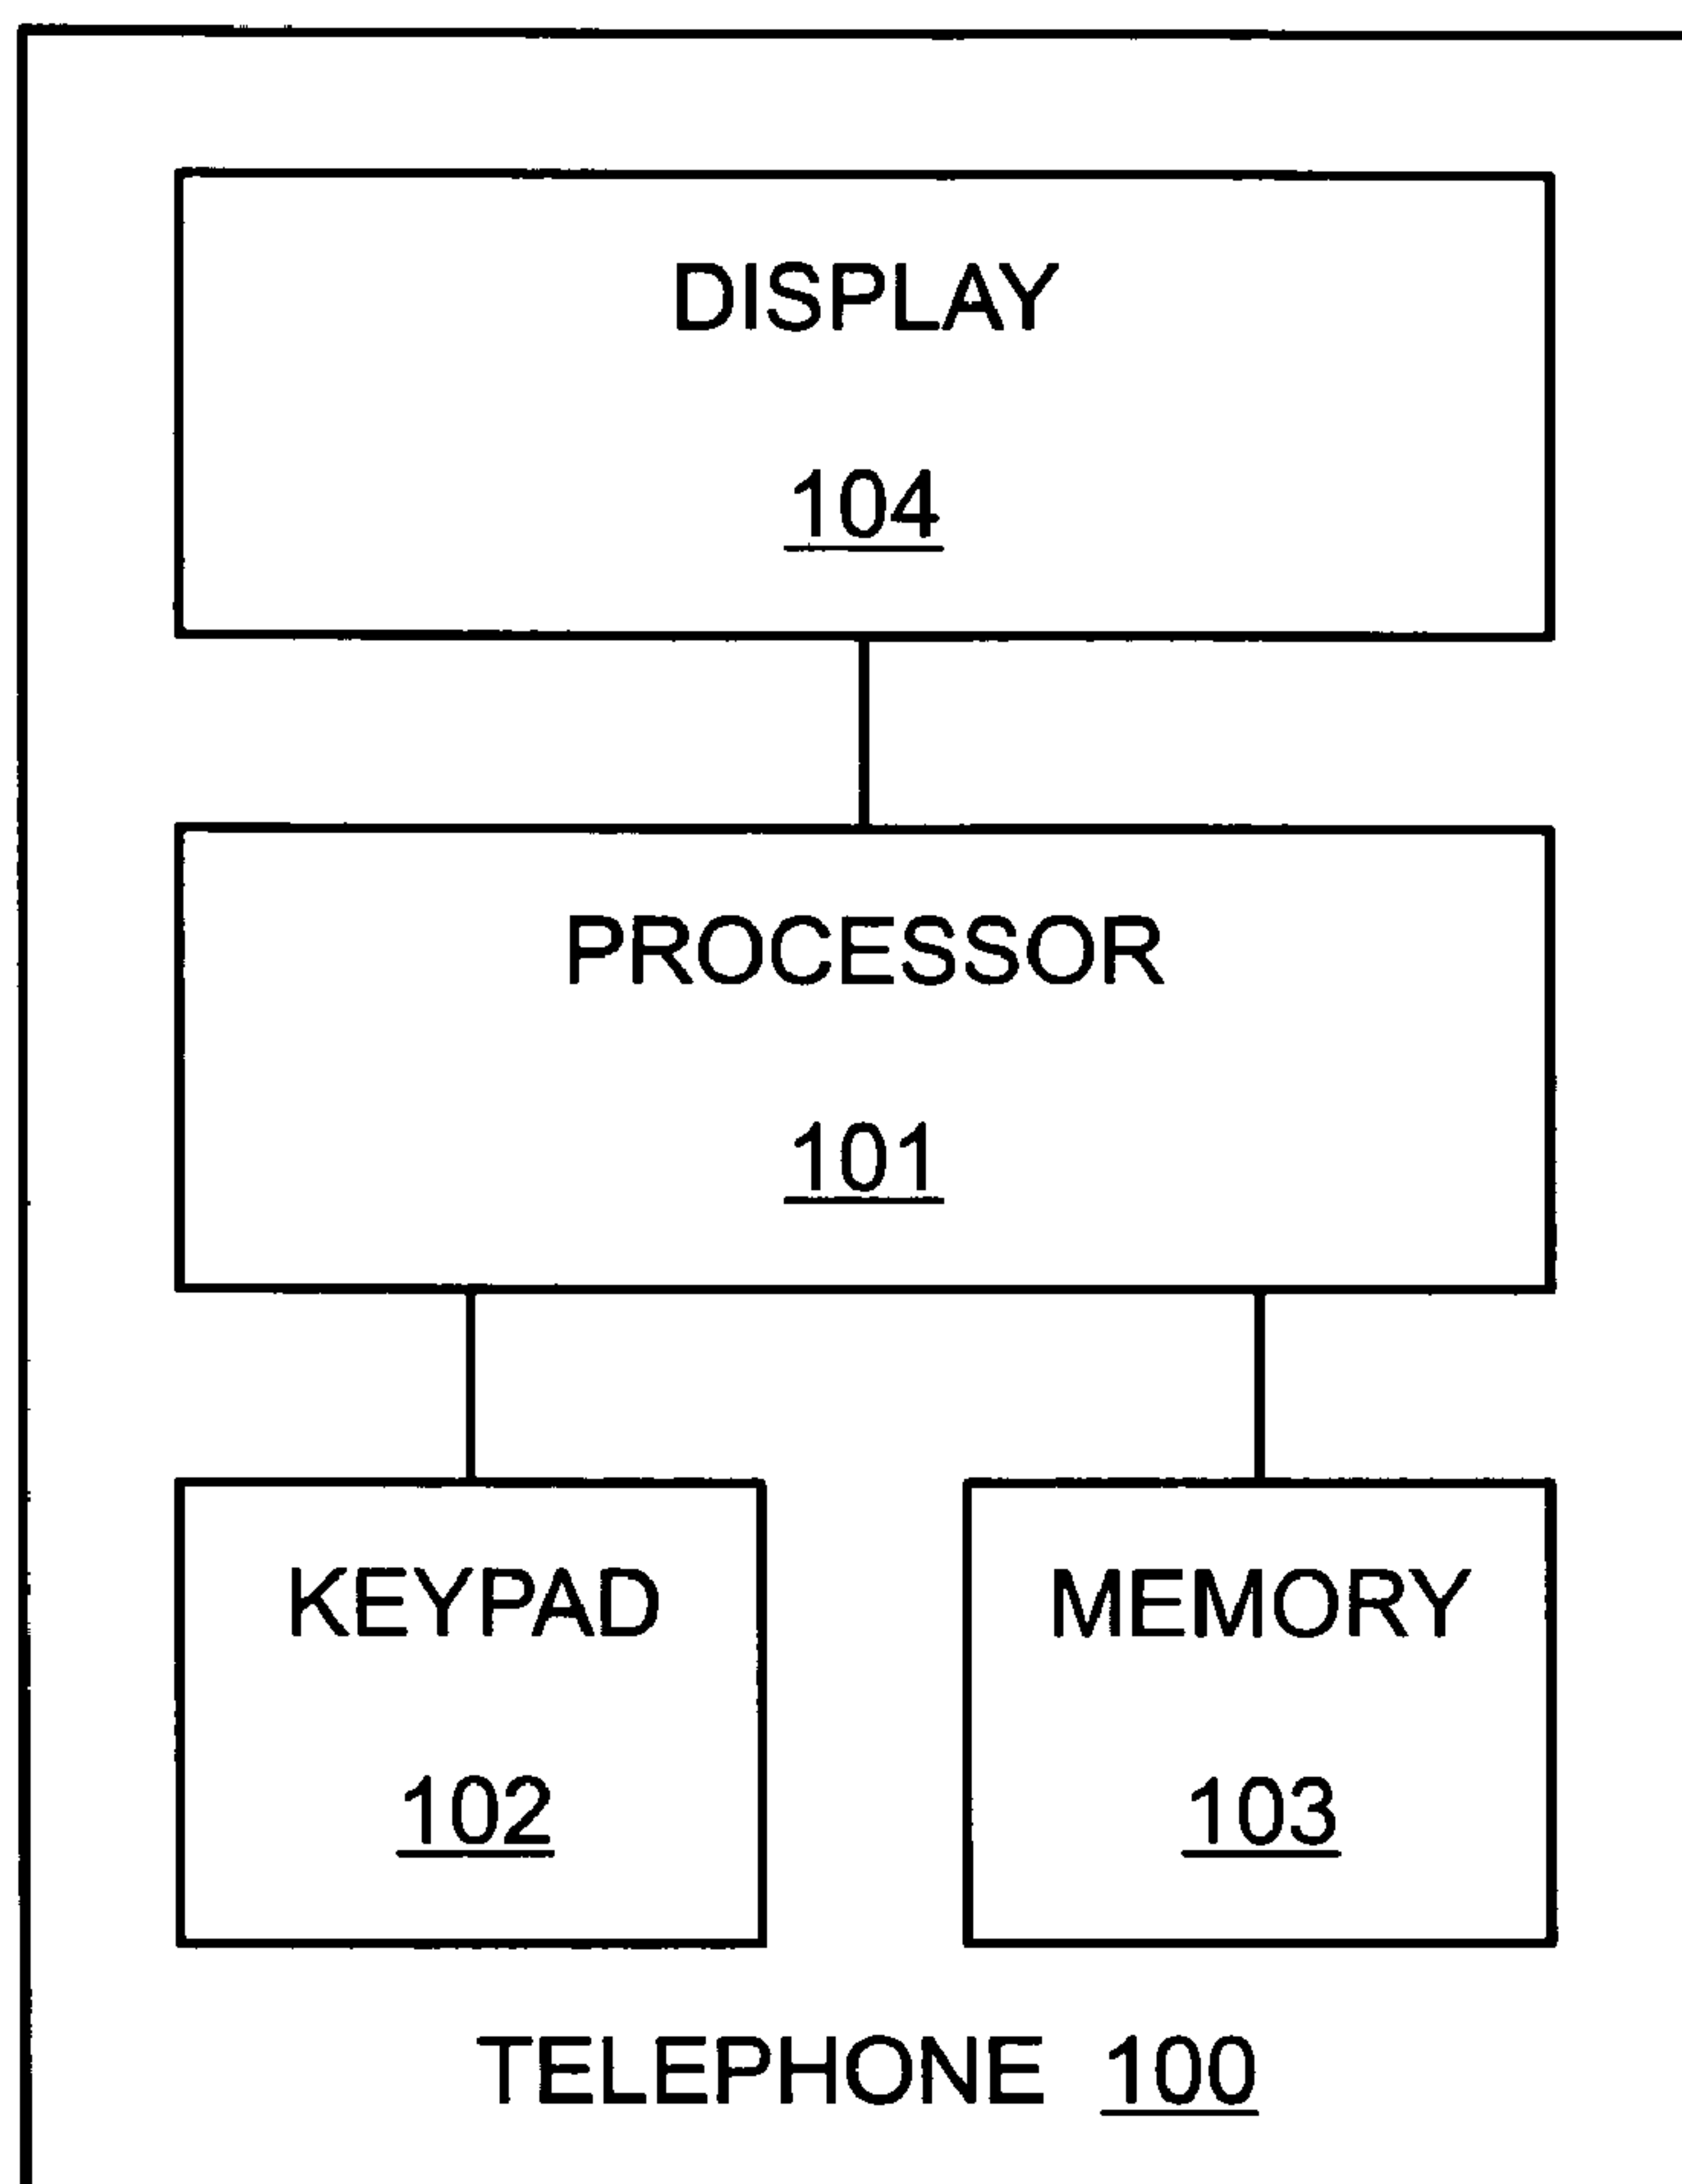 DISPLAY
104
PROCESSOR
101
KEYPAD
102
MEMORY
103
TELEPHONE 100